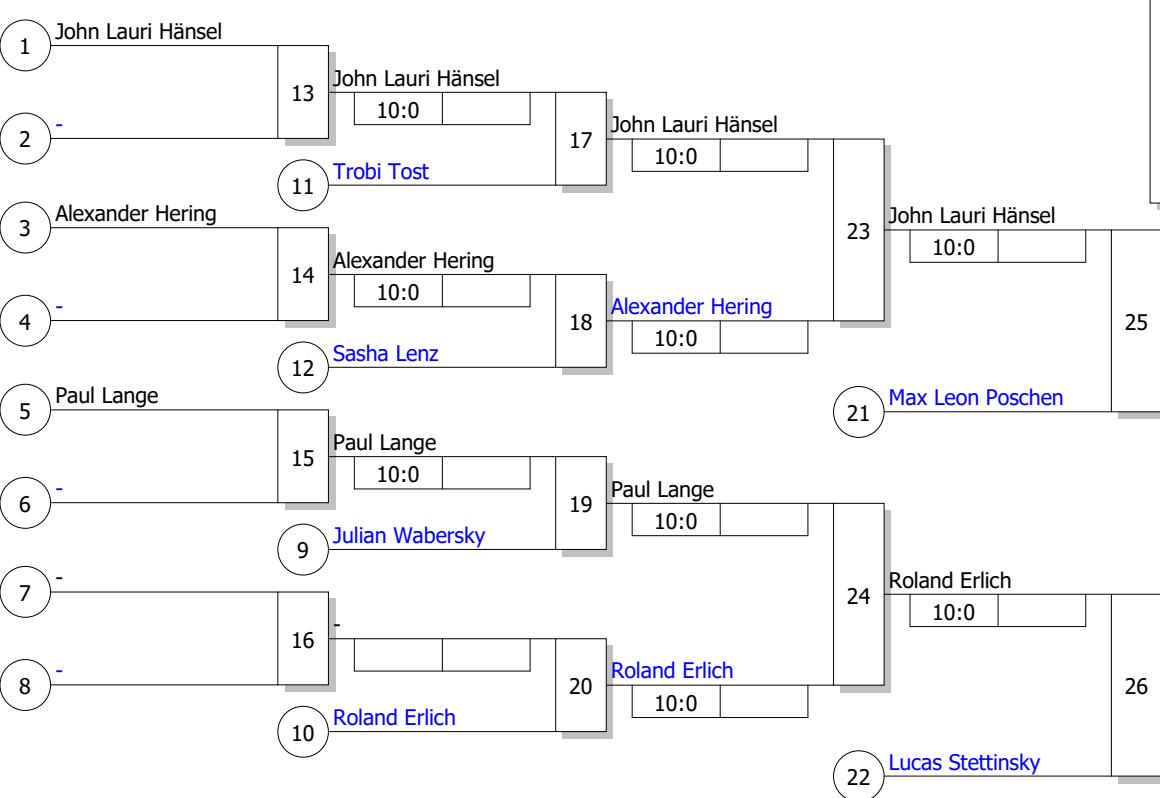 John Lauri Hänsel
1
13
John Lauri Hänsel
10:0
-
2
17
John Lauri Hänsel
10:0
Trobi Tost
11
Alexander Hering
3
23
John Lauri Hänsel
10:0
14
Alexander Hering
10:0
-
4
18
Alexander Hering
10:0
25
Sasha Lenz
12
Paul Lange
5
Max Leon Poschen
21
15
Paul Lange
10:0
-
6
19
Paul Lange
10:0
Julian Wabersky
9
-
7
24
Roland Erlich
10:0
16
-
-
8
20
Roland Erlich
10:0
26
Roland Erlich
10
Lucas Stettinsky
22